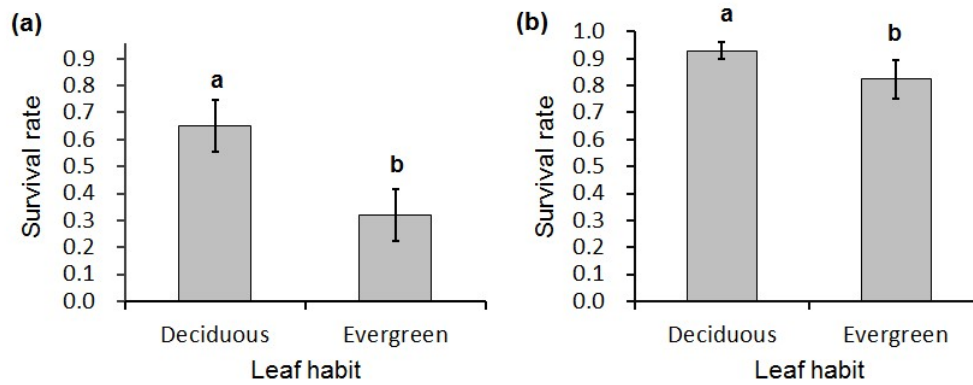 (a)
Survival rate
0.9
0.8
0.7
0.6
0.5
0.4
0.3
0.2
0.1
0.0
a
b
Deciduous Evergreen
Leaf habit
(b)
Survival rate
1.0
0.9
0.8
0.7
0.6
0.5
0.4
0.3
0.2
0.1
0.0
a
b
Deciduous Evergreen
Leaf habit